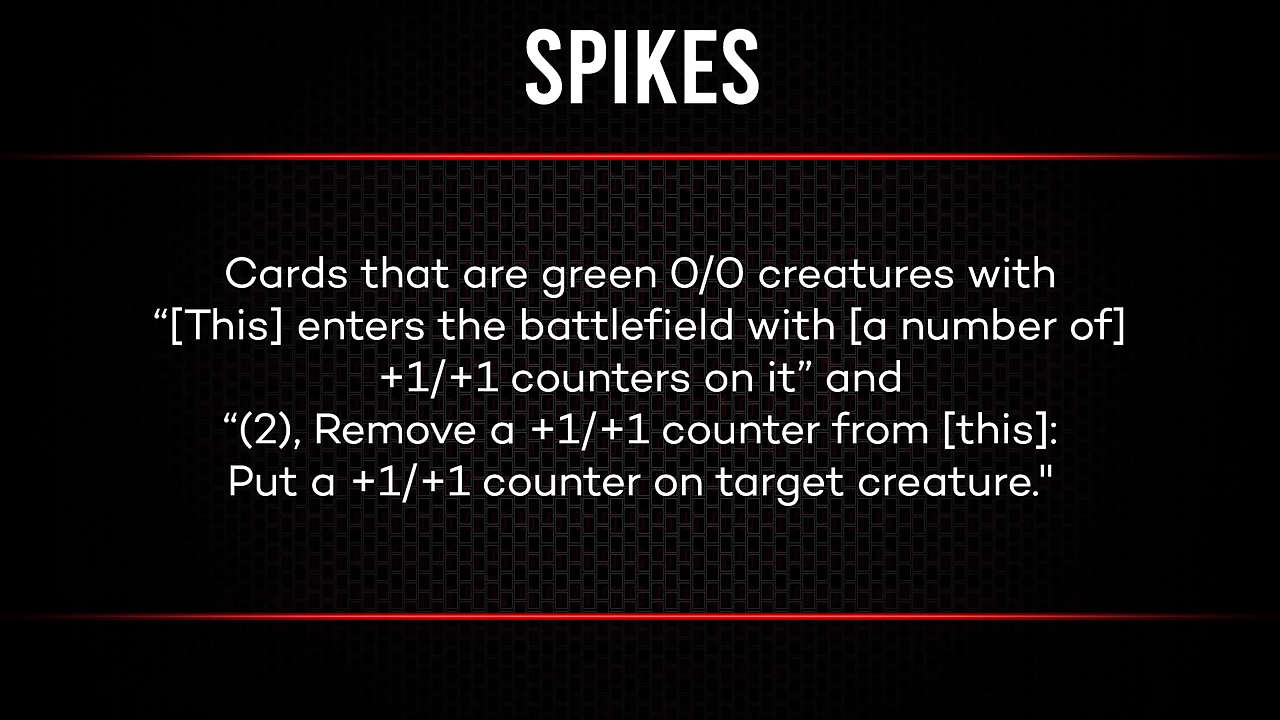 SPIKES
Cards that are green 0/0 creatures with
“[This] enters the battlefield with [a number of]
+1/+1 counters on it” and
“(2), Remove a +1/+1 counter from [this]:
Put a +1/+1 counter on target creature."